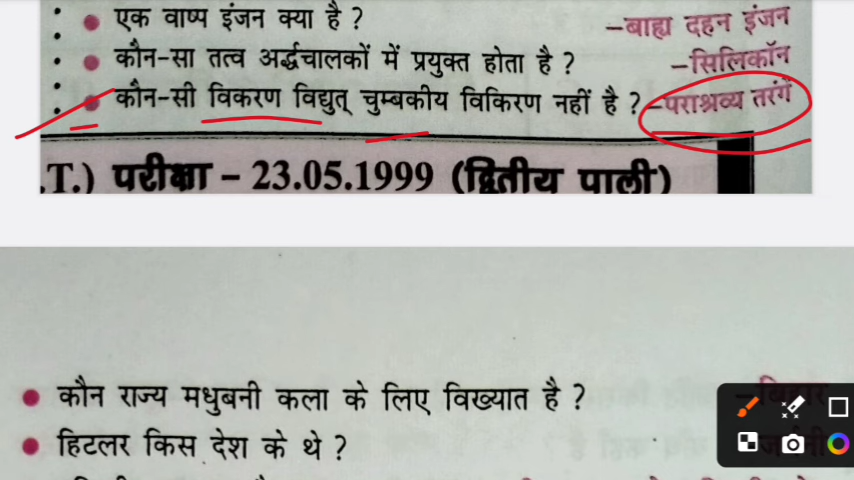 एक वाष्प इंजन क्या है ? –बाह्य दहन इंजन
कौन-सा तत्व अर्द्धचालकों में प्रयुक्त होता है ? –सिलिकॉन
कौन-सी विकरण विद्युत् चुम्बकीय विकिरण नहीं है ? –पराश्रव्य तरंगें
.T.) परीक्षा – 23.05.1999 (द्वितीय पाली)
कौन राज्य मधुबनी कला के लिए विख्यात है ? –बिहार
हिटलर किस देश के थे ?